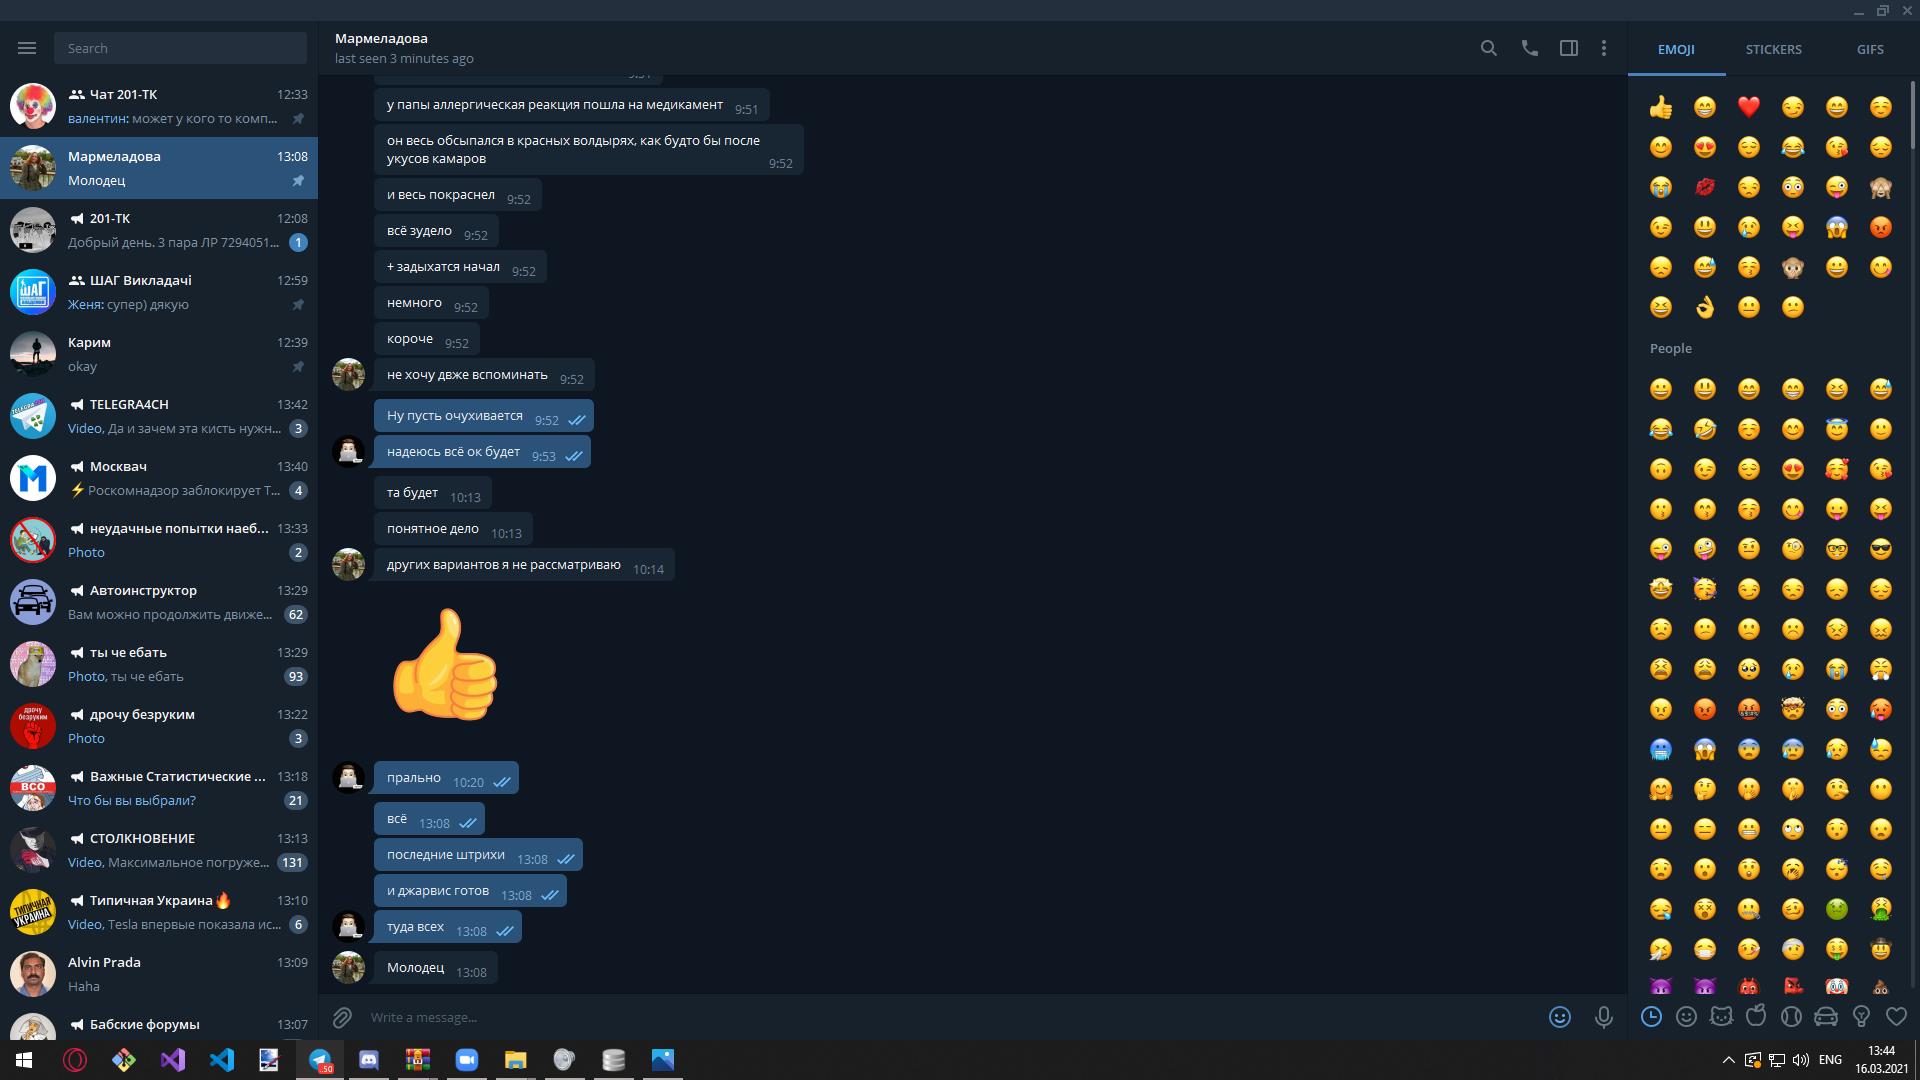 Search
Чат 201-ТК 12:33
валентин: может у кого то комп...
Мармеладова 13:08
Молодец
201-ТК 12:08
Добрый день. 3 пара ЛР 7294051... 1
ШАГ Викладачі 12:59
Женя: супер) дякую
Карим 12:39
okay
TELEGRA4CH 13:42
Video, Да и зачем эта кисть нужн... 3
Москвач 13:40
⚡Роскомнадзор заблокирует Т... 4
неудачные попытки наеб... 13:33
Photo 2
Автоинструктор 13:29
Вам можно продолжить движе... 62
ты че ебать 13:29
Photo, ты че ебать 93
дрочу безруким 13:22
Photo 3
Важные Статистические ... 13:18
Что бы вы выбрали? 21
СТОЛКНОВЕНИЕ 13:13
Video, Максимальное погруже... 131
Типичная Украина🔥 13:10
Video, Tesla впервые показала ис... 6
Alvin Prada 13:09
Haha
Бабские форумы 13:07
ШАГ
дрочу
безруким
ВСО
ТИПИЧНАЯ
УКРАИНА
Мармеладова
last seen 3 minutes ago
у папы аллергическая реакция пошла на медикамент 9:51
он весь обсыпался в красных волдырях, как будто бы после
укусов камаров 9:52
и весь покраснел 9:52
всё зудело 9:52
+ задыхатся начал 9:52
немного 9:52
короче 9:52
не хочу двже вспоминать 9:52
Ну пусть очухивается 9:52
надеюсь всё ок будет 9:53
та будет 10:13
понятное дело 10:13
других вариантов я не рассматриваю 10:14
прально 10:20
всё 13:08
последние штрихи 13:08
и джарвис готов 13:08
туда всех 13:08
Молодец 13:08
Write a message...
EMOJI STICKERS GIFS
People
.50
ENG
13:44
16.03.2021